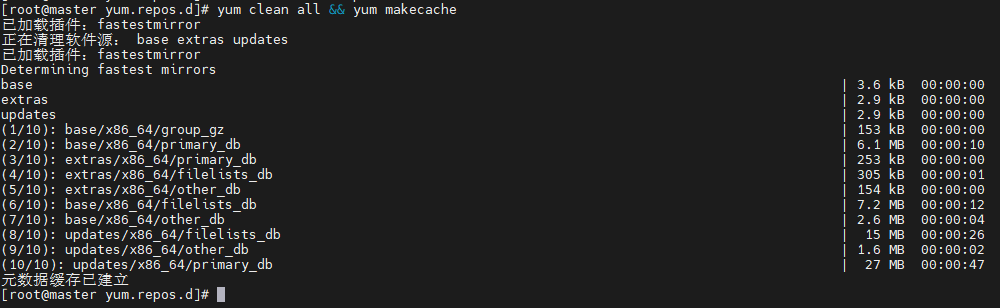 [root@master yum.repos.d]# yum clean all && yum makecache
已加载插件：fastestmirror
正在清理软件源： base extras updates
已加载插件：fastestmirror
Determining fastest mirrors
base | 3.6 kB 00:00:00
extras | 2.9 kB 00:00:00
updates | 2.9 kB 00:00:00
(1/10): base/x86_64/group_gz | 153 kB 00:00:00
(2/10): base/x86_64/primary_db | 6.1 MB 00:00:10
(3/10): extras/x86_64/primary_db | 253 kB 00:00:00
(4/10): extras/x86_64/filelists_db | 305 kB 00:00:01
(5/10): extras/x86_64/other_db | 154 kB 00:00:00
(6/10): base/x86_64/filelists_db | 7.2 MB 00:00:12
(7/10): base/x86_64/other_db | 2.6 MB 00:00:04
(8/10): updates/x86_64/filelists_db | 15 MB 00:00:26
(9/10): updates/x86_64/other_db | 1.6 MB 00:00:02
(10/10): updates/x86_64/primary_db | 27 MB 00:00:47
元数据缓存已建立
[root@master yum.repos.d]#